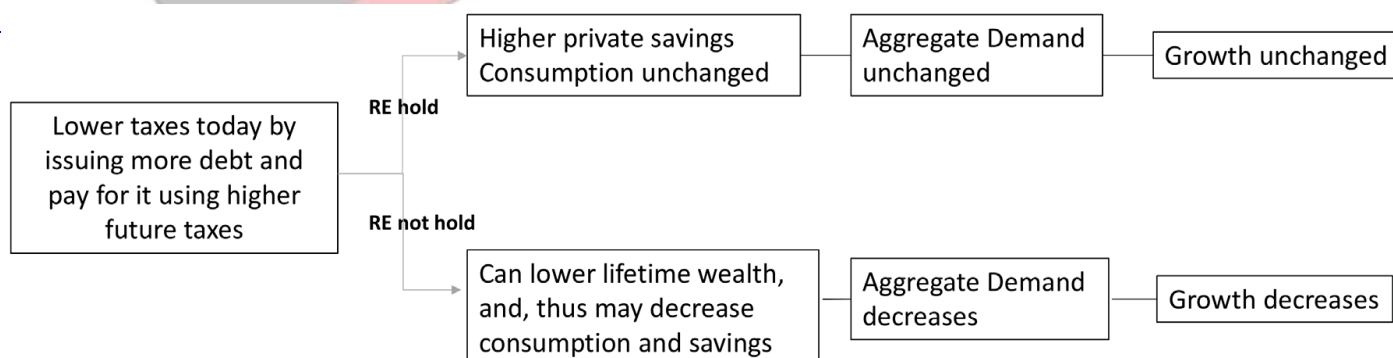 Higher private savings
Consumption unchanged
Aggregate Demand
unchanged
Growth unchanged
RE hold
Lower taxes today by
issuing more debt and
pay for it using higher
future taxes
RE not hold
Can lower lifetime wealth,
and, thus may decrease
consumption and savings
Aggregate Demand
decreases
Growth decreases